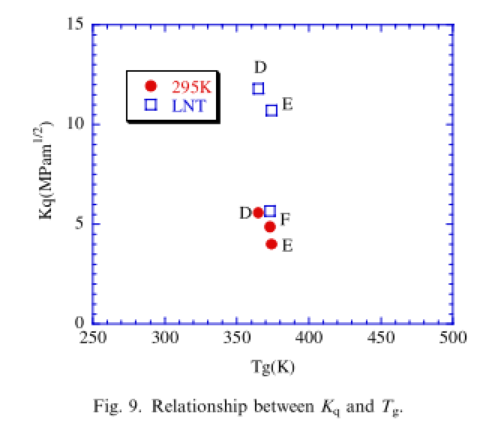 15
D
295K
LNT
E
10
Kq(MPam1/2)
D
F
5
E
0
250
300
350
400
450
500
Tg(K)
Fig. 9. Relationship between Kq and Tg.